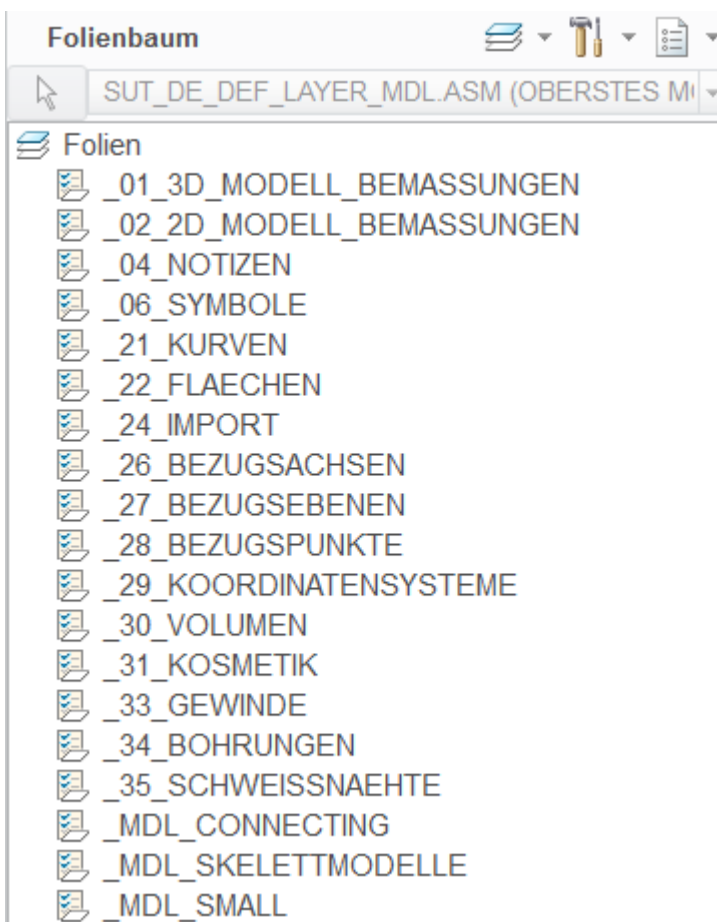 Folienbaum
SUT_DE_DEF_LAYER_MDL.ASM (OBERSTES
Folien
_01_3D_MODELL_BEMASSUNGEN
_02_2D_MODELL_BEMASSUNGEN
_04_NOTIZEN
_06_SYMBOLE
_21_KURVEN
_22_FLAECHEN
_24_IMPORT
_26_BEZUGSACHSEN
_27_BEZUGSEBENEN
_28_BEZUGSPUNKTE
_29_KOORDINATENSYSTEME
_30_VOLUMEN
_31_KOSMETIK
_33_GEWINDE
_34_BOHRUNGEN
_35_SCHWEISSNAEHTE
_MDL_CONNECTING
_MDL_SKELETTMODELLE
_MDL_SMALL